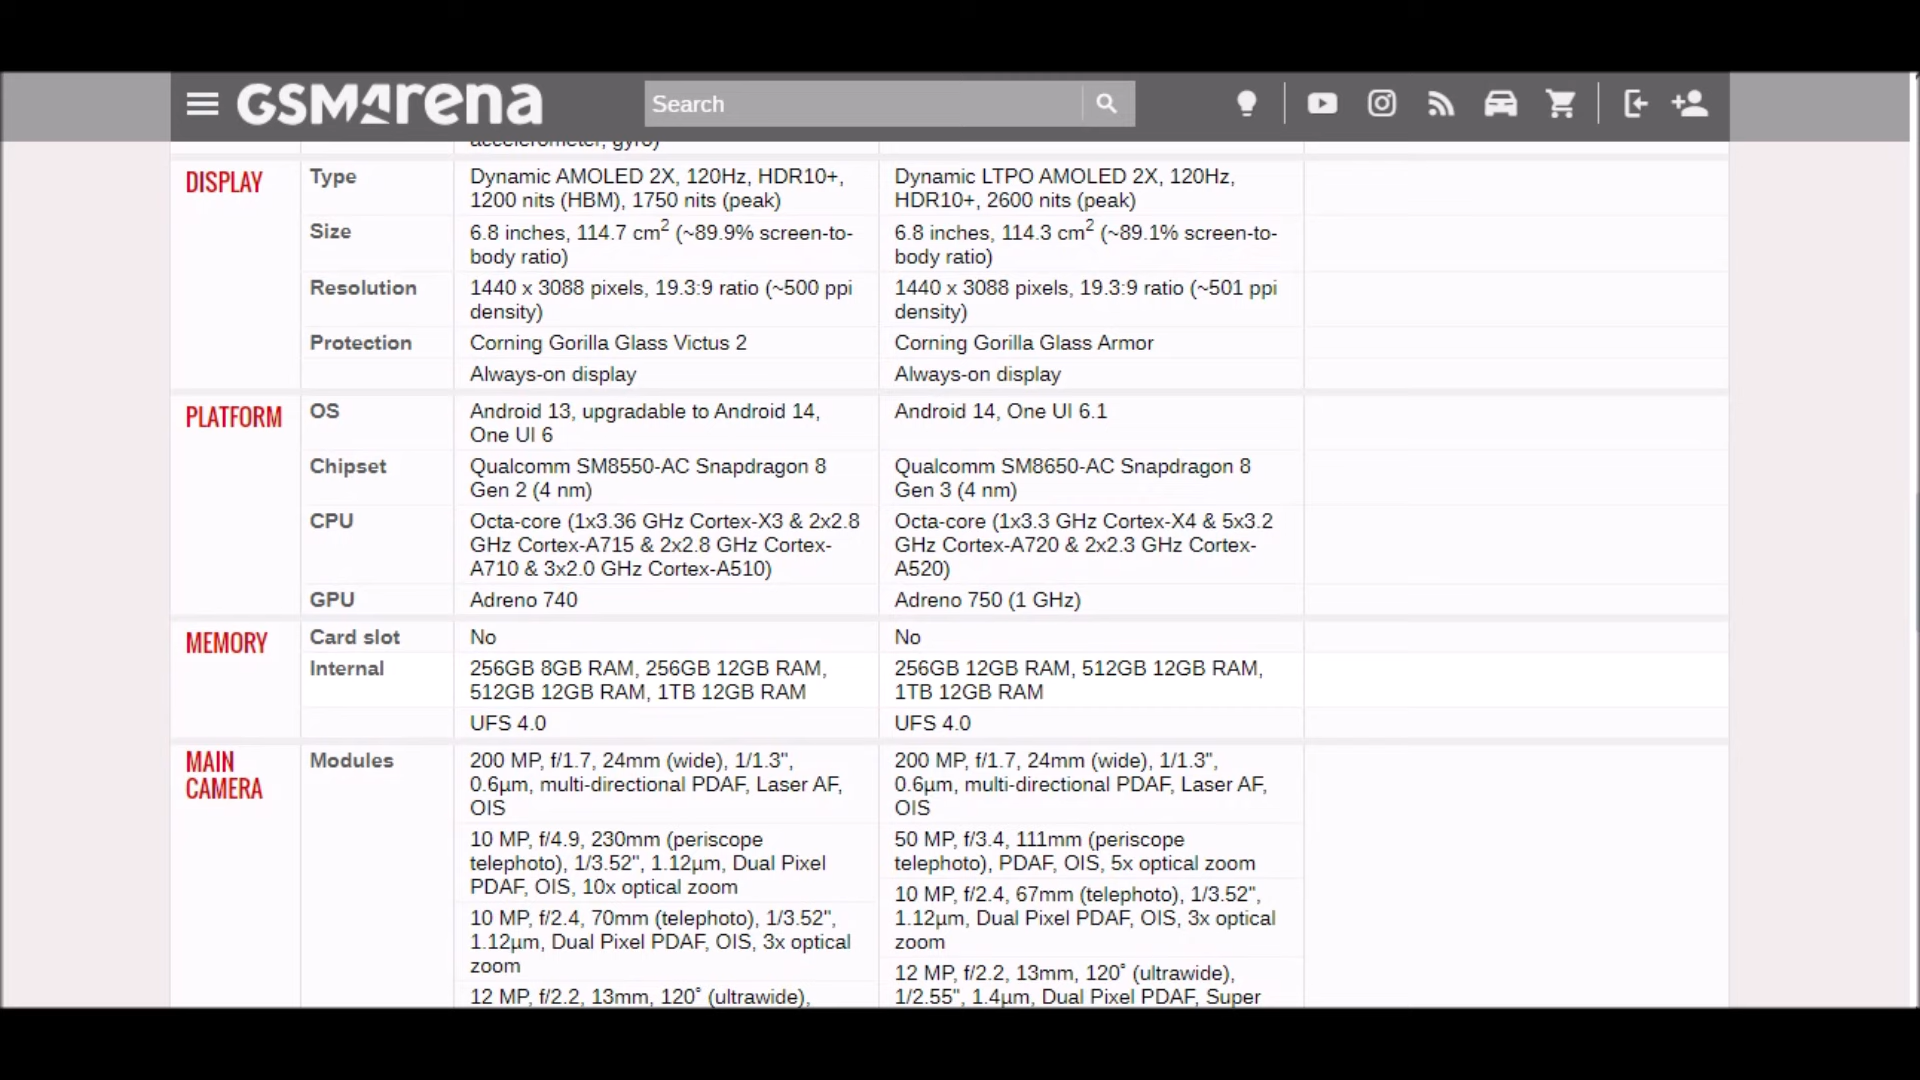 GSMArena
Search
accelerometer, gyro)
DISPLAY
Type
Dynamic AMOLED 2X, 120Hz, HDR10+,
1200 nits (HBM), 1750 nits (peak)
Dynamic LTPO AMOLED 2X, 120Hz,
HDR10+, 2600 nits (peak)
Size
6.8 inches, 114.7 cm2 (~89.9% screen-to-
body ratio)
6.8 inches, 114.3 cm2 (~89.1% screen-to-
body ratio)
Resolution
1440 x 3088 pixels, 19.3:9 ratio (~500 ppi
density)
1440 x 3088 pixels, 19.3:9 ratio (~501 ppi
density)
Protection
Corning Gorilla Glass Victus 2
Corning Gorilla Glass Armor
Always-on display
Always-on display
PLATFORM
OS
Android 13, upgradable to Android 14,
One UI 6
Android 14, One UI 6.1
Chipset
Qualcomm SM8550-AC Snapdragon 8
Gen 2 (4 nm)
Qualcomm SM8650-AC Snapdragon 8
Gen 3 (4 nm)
CPU
Octa-core (1x3.36 GHz Cortex-X3 & 2x2.8
GHz Cortex-A715 & 2x2.8 GHz Cortex-
A710 & 3x2.0 GHz Cortex-A510)
Octa-core (1x3.3 GHz Cortex-X4 & 5x3.2
GHz Cortex-A720 & 2x2.3 GHz Cortex-
A520)
GPU
Adreno 740
Adreno 750 (1 GHz)
MEMORY
Card slot
No
No
Internal
256GB 8GB RAM, 256GB 12GB RAM,
512GB 12GB RAM, 1TB 12GB RAM
256GB 12GB RAM, 512GB 12GB RAM,
1TB 12GB RAM
UFS 4.0
UFS 4.0
MAIN
CAMERA
Modules
200 MP, f/1.7, 24mm (wide), 1/1.3",
0.6µm, multi-directional PDAF, Laser AF,
OIS
10 MP, f/4.9, 230mm (periscope
telephoto), 1/3.52", 1.12µm, Dual Pixel
PDAF, OIS, 10x optical zoom
10 MP, f/2.4, 70mm (telephoto), 1/3.52",
1.12µm, Dual Pixel PDAF, OIS, 3x optical
zoom
12 MP, f/2.2, 13mm, 120˚ (ultrawide),
200 MP, f/1.7, 24mm (wide), 1/1.3",
0.6µm, multi-directional PDAF, Laser AF,
OIS
50 MP, f/3.4, 111mm (periscope
telephoto), PDAF, OIS, 5x optical zoom
10 MP, f/2.4, 67mm (telephoto), 1/3.52",
1.12µm, Dual Pixel PDAF, OIS, 3x optical
zoom
12 MP, f/2.2, 13mm, 120˚ (ultrawide),
1/2.55", 1.4µm, Dual Pixel PDAF, Super